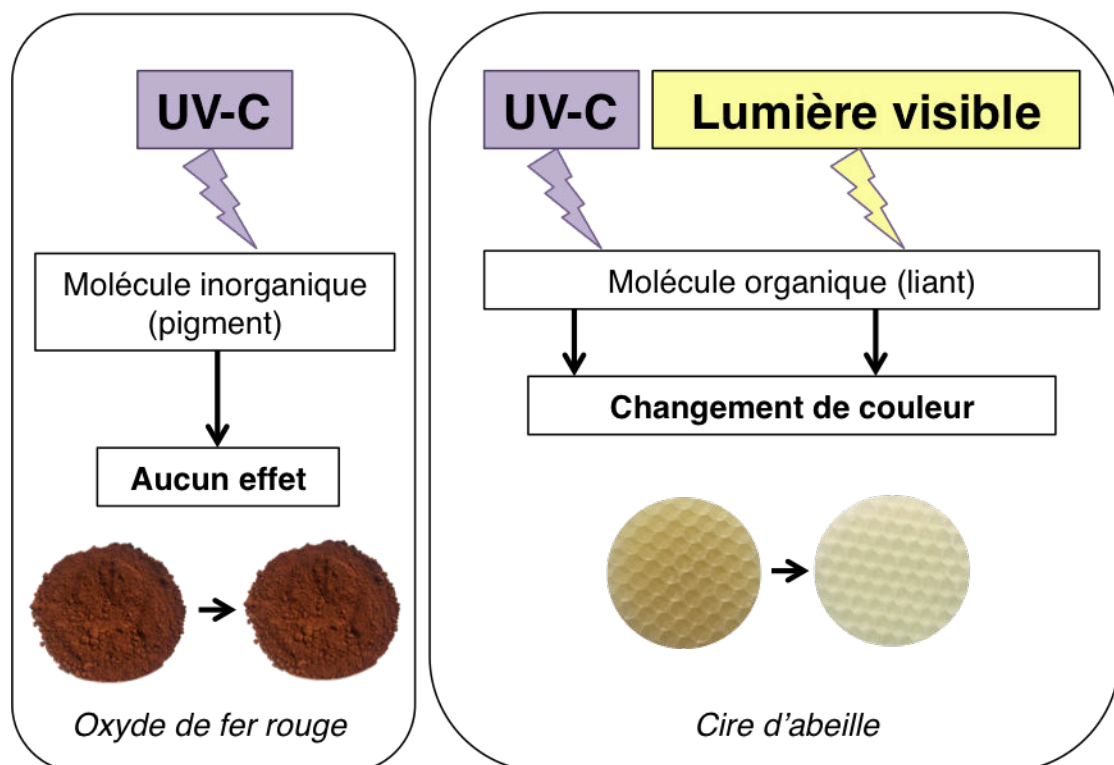 UV-C
Molécule inorganique
(pigment)
Aucun effet
Oxyde de fer rouge
UV-C
Lumière visible
Molécule organique (liant)
Changement de couleur
Cire d'abeille